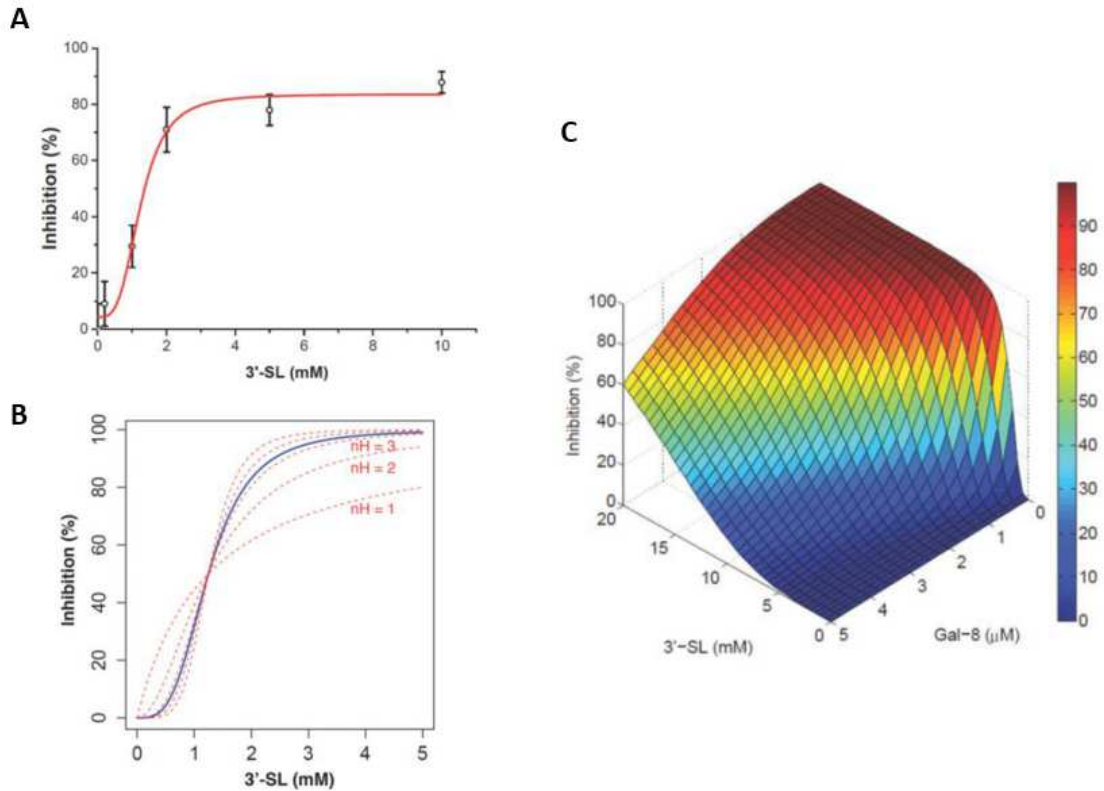 A
100
80
60
40
20
0
Inhibition (%)
0 2 4 6 8 10
3'-SL (mM)
B
100
80
60
40
20
0
Inhibition (%)
nH = 3
nH = 2
nH = 1
0 1 2 3 4 5
3'-SL (mM)
C
100
80
60
40
20
0
Inhibition (%)
20
15
10
5
0
3'−SL (mM)
5
4
3
2
1
0
Gal−8 (μM)
90
80
70
60
50
40
30
20
10
0